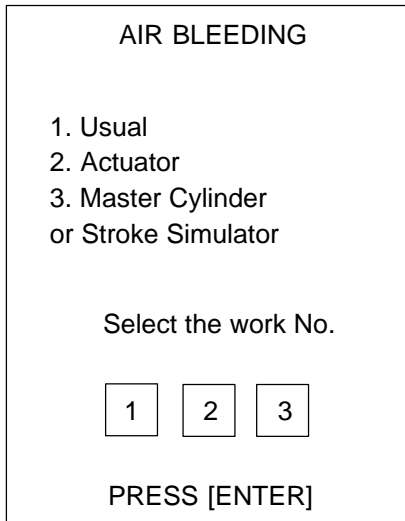 AIR BLEEDING
1. Usual
2. Actuator
3. Master Cylinder
or Stroke Simulator
Select the work No.
1 2 3
PRESS [ENTER]